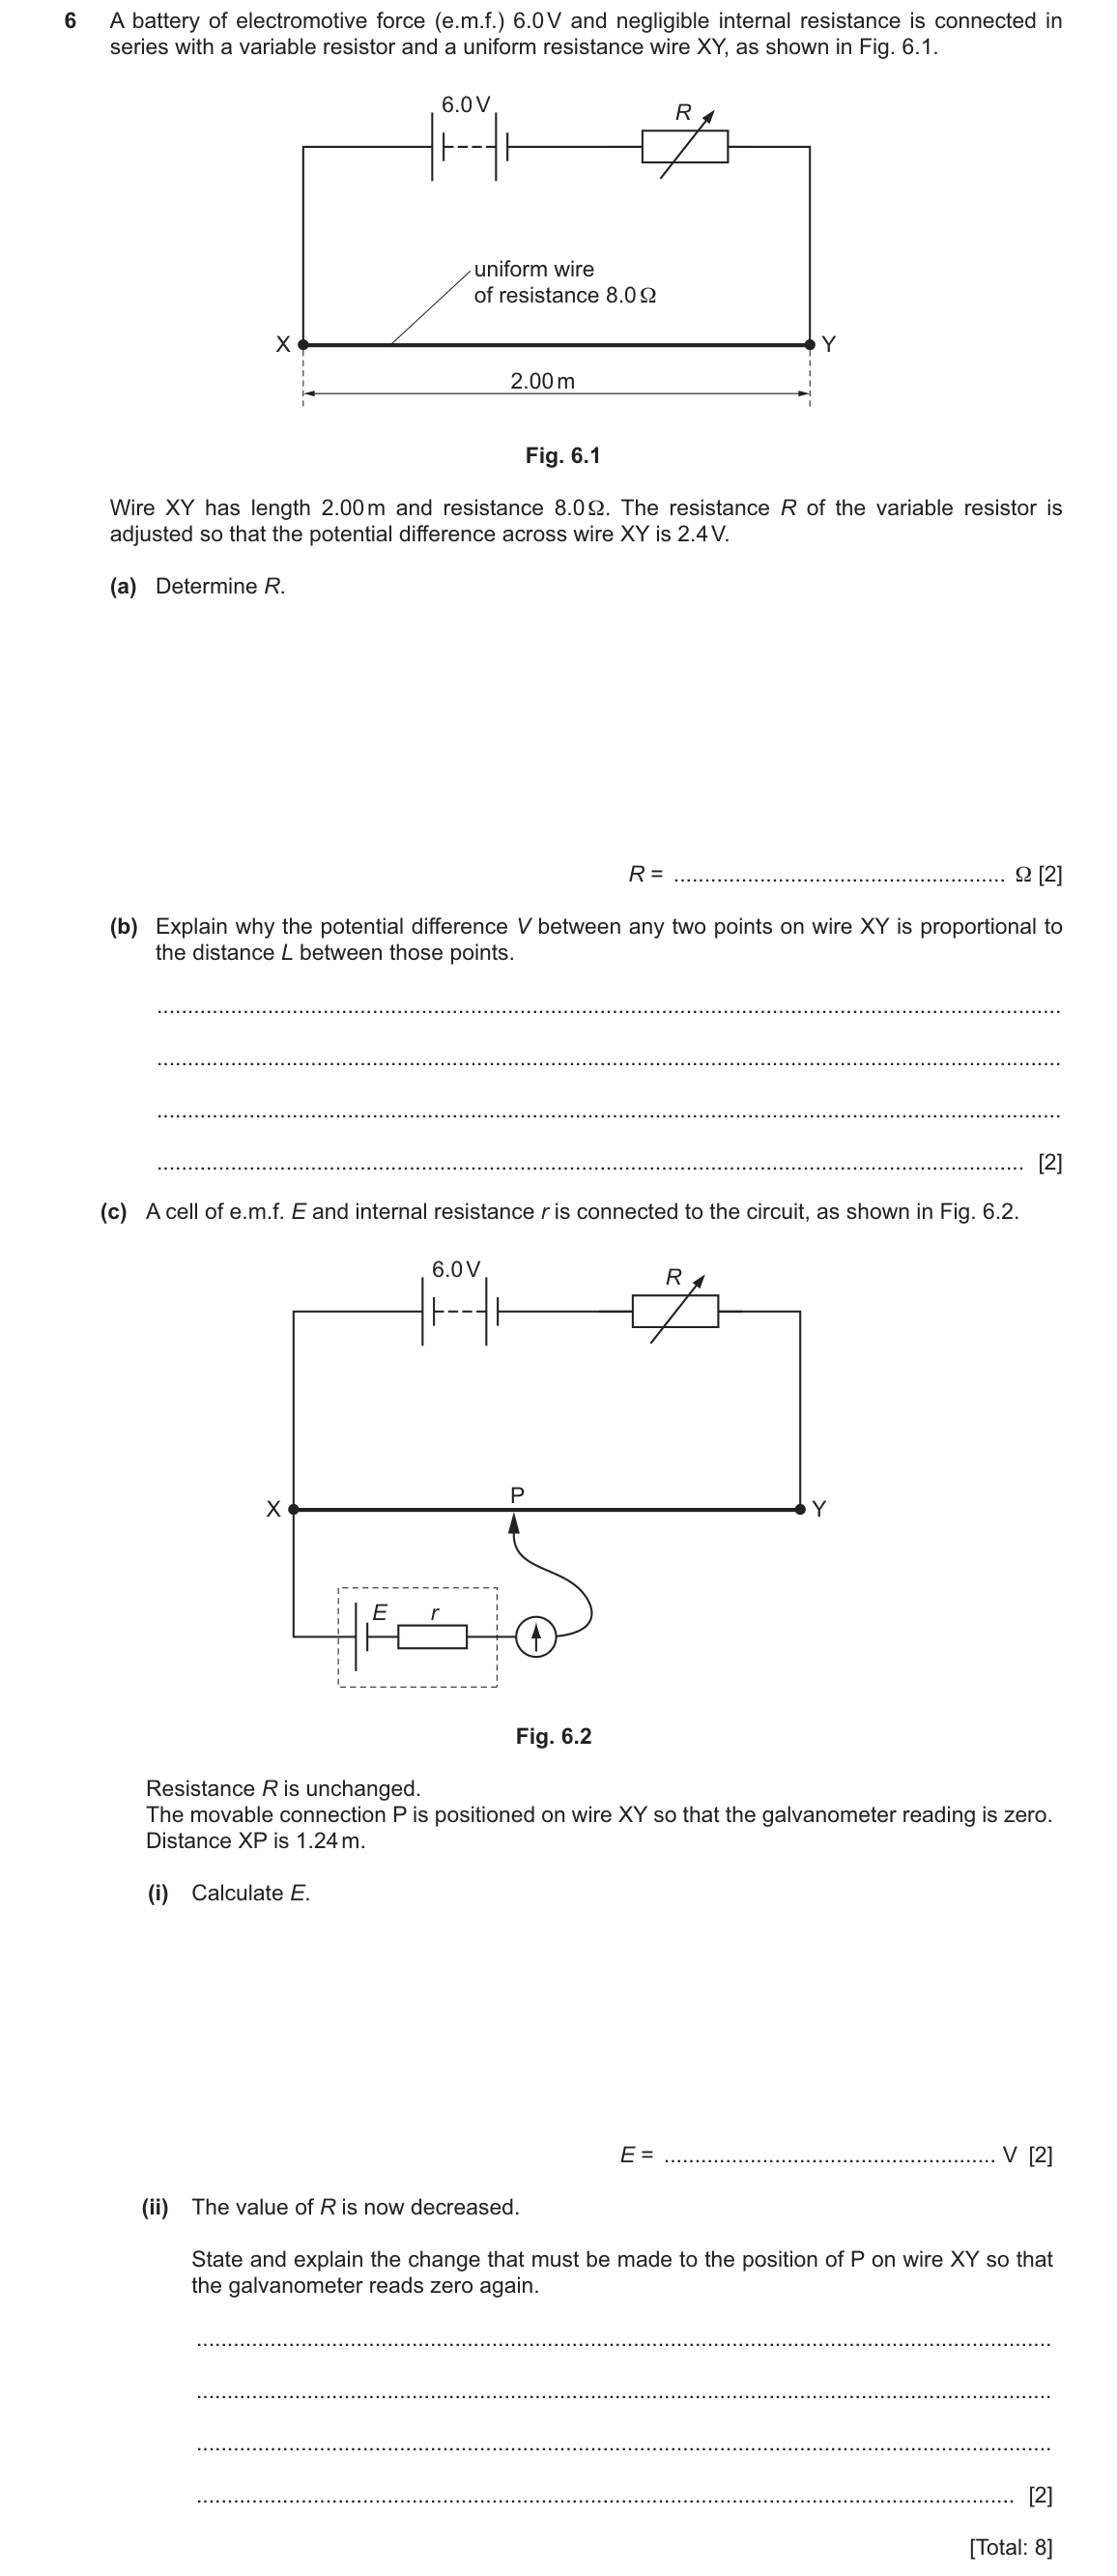 6 A battery of electromotive force (e.m.f.) 6.0V and negligible internal resistance is connected in
series with a variable resistor and a uniform resistance wire XY, as shown in Fig. 6.1.
6.0V
R
uniform wire
of resistance 8.0Ω
X
Y
2.00m
Fig. 6.1
Wire XY has length 2.00m and resistance 8.0Ω. The resistance R of the variable resistor is
adjusted so that the potential difference across wire XY is 2.4V.
(a) Determine R.
R = ...................................................... Ω [2]
(b) Explain why the potential difference V between any two points on wire XY is proportional to
the distance L between those points.
...................................................................................................................................................
...................................................................................................................................................
...................................................................................................................................................
............................................................................................................................................. [2]
(c) A cell of e.m.f. E and internal resistance r is connected to the circuit, as shown in Fig. 6.2.
6.0V
R
P
X
Y
E r
Fig. 6.2
Resistance R is unchanged.
The movable connection P is positioned on wire XY so that the galvanometer reading is zero.
Distance XP is 1.24m.
(i) Calculate E.
E = ...................................................... V [2]
(ii) The value of R is now decreased.
State and explain the change that must be made to the position of P on wire XY so that
the galvanometer reads zero again.
...........................................................................................................................................
...........................................................................................................................................
...........................................................................................................................................
..................................................................................................................................... [2]
[Total: 8]